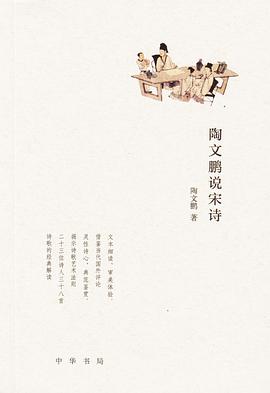 陶文鹏说宋诗
陶文鹏 著
文本细读，审美体验，
借鉴当代国外评论
灵性诗心，典范鉴赏，
揭示诗歌艺术法则
二十三位诗人三十八首
诗歌的经典解读
中华书局